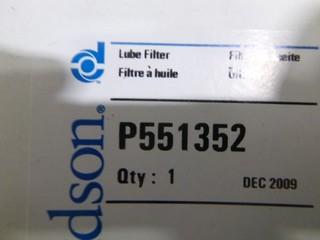 Lube Filter
Filtre à huile
P551352
Qty : 1
DEC 2009
dson®